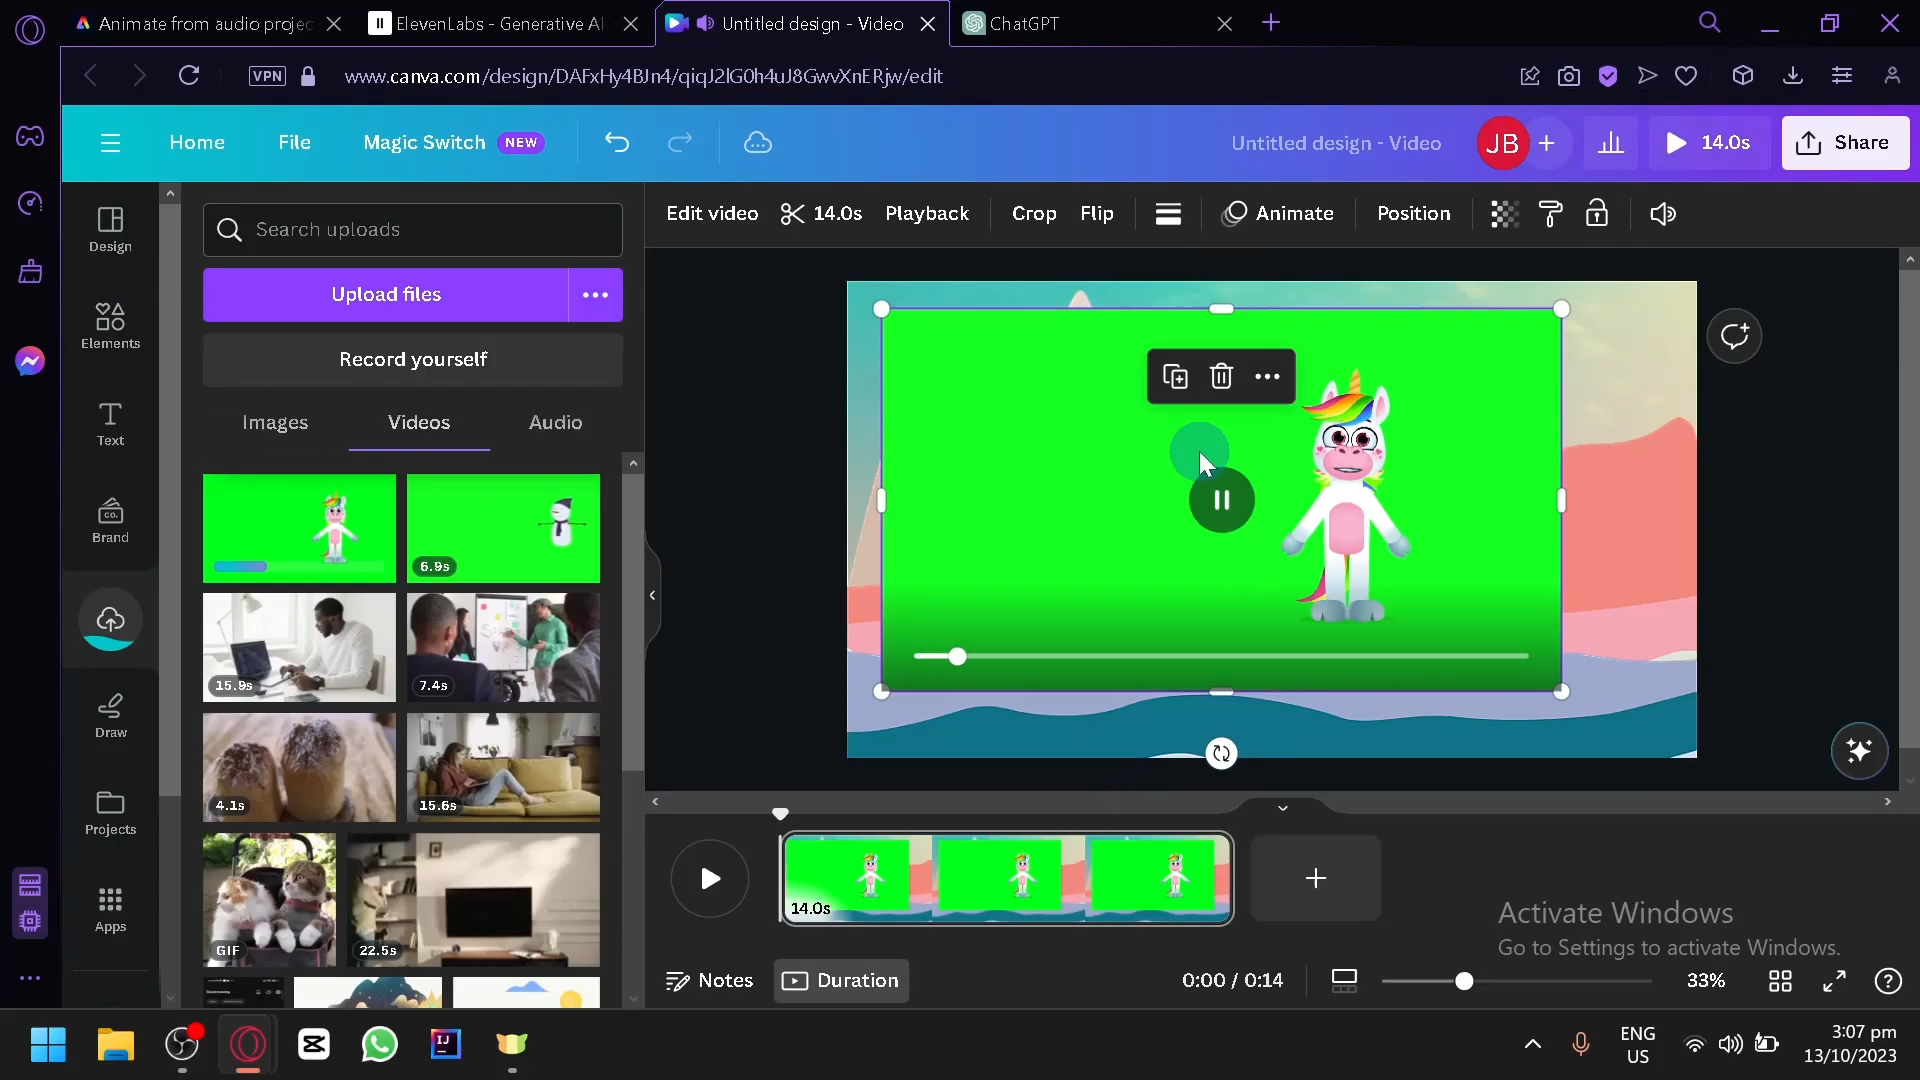 Animate from audio projec
ElevenLabs - Generative AI
Untitled design - Video
ChatGPT
VPN
www.canva.com/design/DAFxHy4BJn4/qiqJ2lG0h4uJ8GwvXnERjw/edit
Home
File
Magic Switch NEW
Untitled design - Video
JB
14.0s
Share
Design
Elements
Text
Brand
Draw
Projects
Apps
Search uploads
Upload files
Record yourself
Images
Videos
Audio
6.9s
15.9s
7.4s
4.1s
15.6s
GIF
22.5s
Edit video
14.0s
Playback
Crop
Flip
Animate
Position
14.0s
Activate Windows
Go to Settings to activate Windows.
Notes
Duration
0:00 / 0:14
33%
ENG
US
3:07 pm
13/10/2023